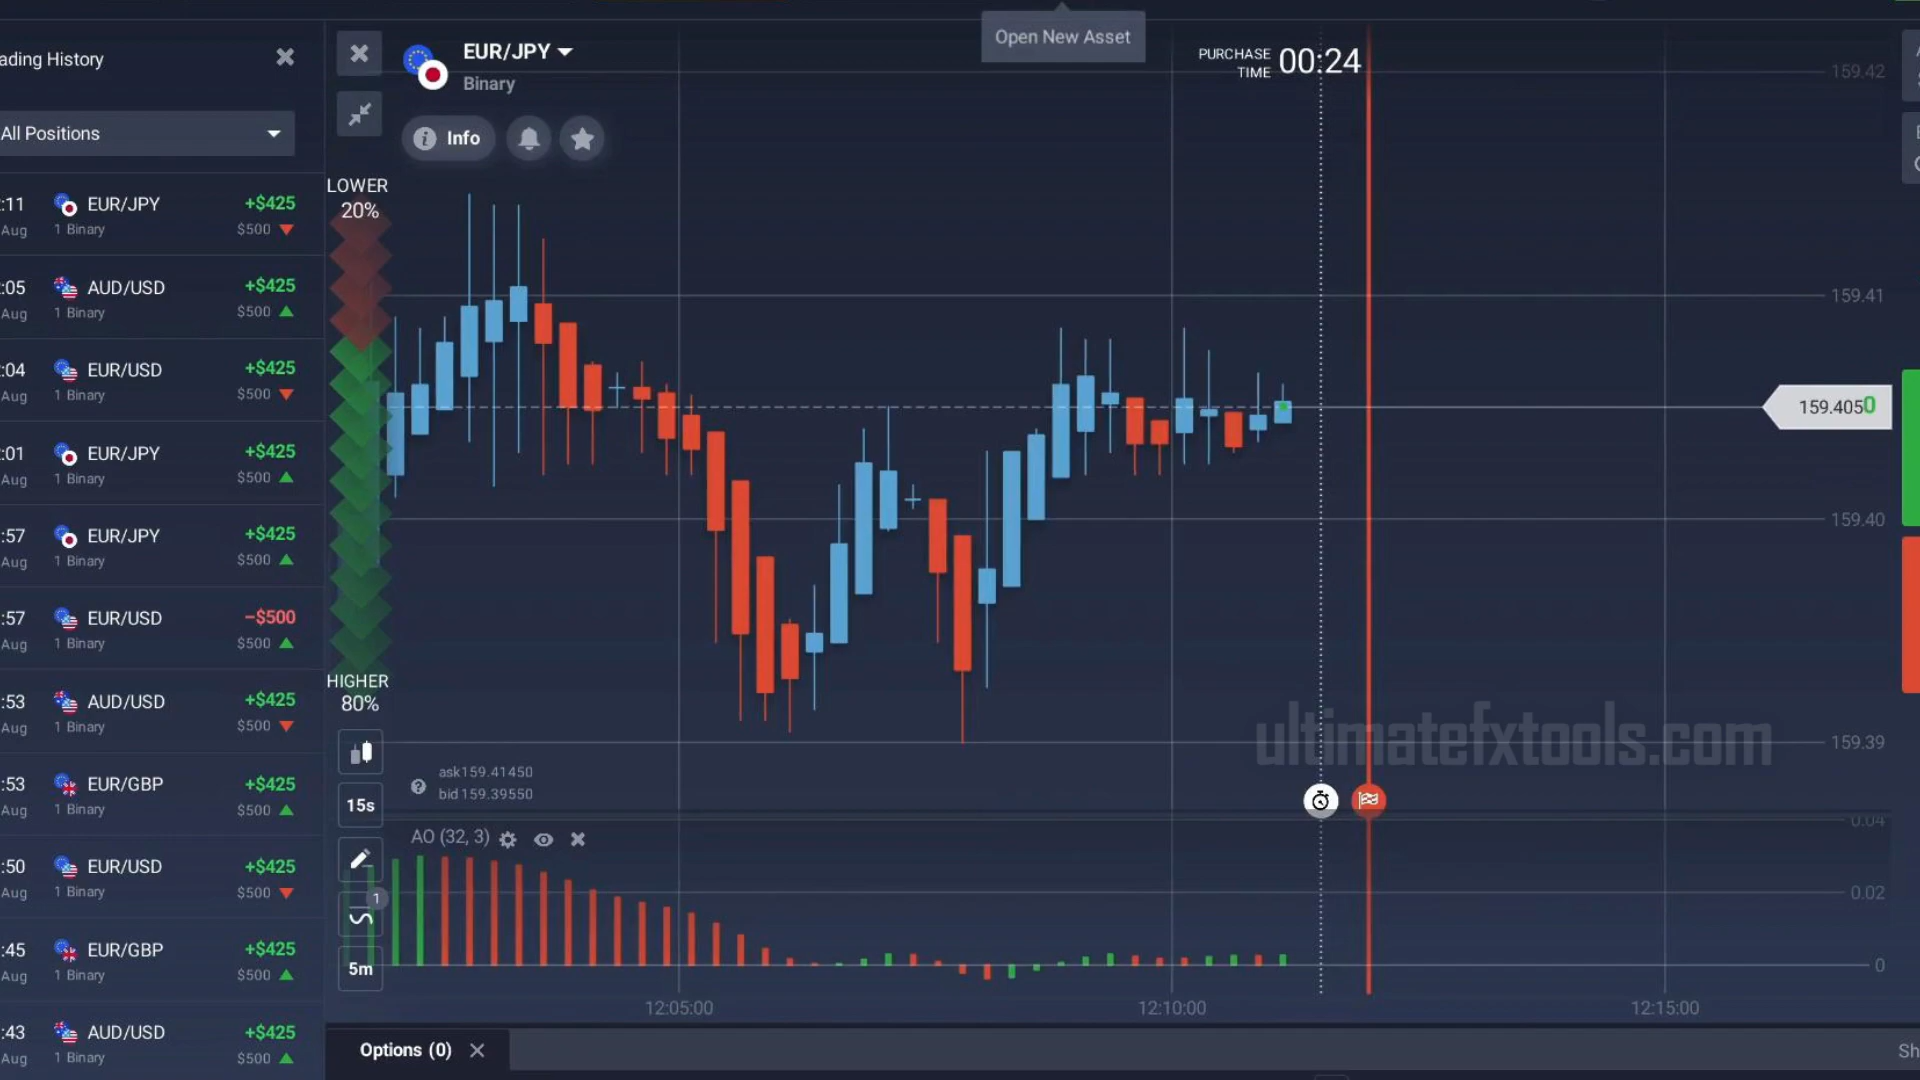 ading History
All Positions
:11 EUR/JPY +$425
Aug 1 Binary $500
:05 AUD/USD +$425
Aug 1 Binary $500
:04 EUR/USD +$425
Aug 1 Binary $500
:01 EUR/JPY +$425
Aug 1 Binary $500
:57 EUR/JPY +$425
Aug 1 Binary $500
:57 EUR/USD −$500
Aug 1 Binary $500
:53 AUD/USD +$425
Aug 1 Binary $500
:53 EUR/GBP +$425
Aug 1 Binary $500
:50 EUR/USD +$425
Aug 1 Binary $500
:45 EUR/GBP +$425
Aug 1 Binary $500
:43 AUD/USD +$425
Aug 1 Binary $500
EUR/JPY
Binary
Info
Open New Asset
PURCHASE
TIME 00:24
LOWER
20%
HIGHER
80%
15s
1
5m
159.42
159.41
159.4050
159.40
159.39
ultimatefxtools.com
ask159.41450
bid 159.39550
AO (32, 3)
0.04
0.02
0
12:05:00 12:10:00 12:15:00
Options (0)
Sh